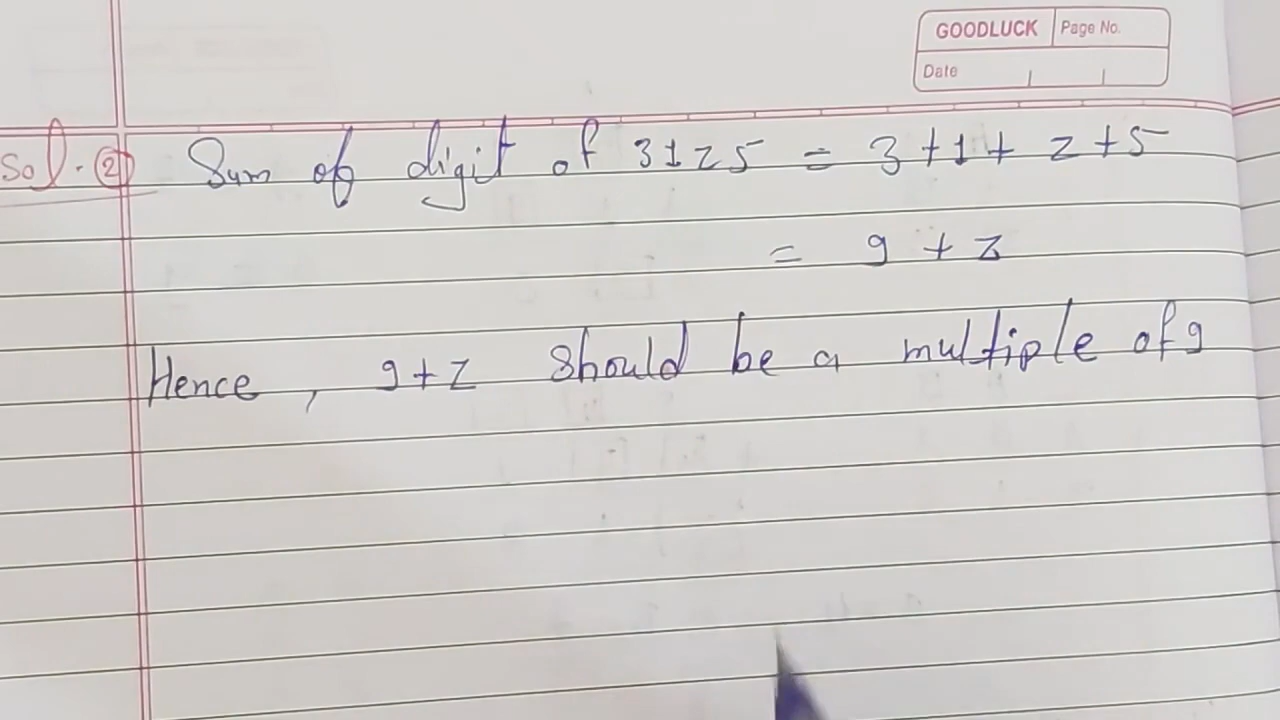 GOODLUCK Page No.
Date
Sol. (2) Sum of digit of 31z5 = 3+1+ z+5
= 9 + z
Hence, 9+z should be a multiple of 9